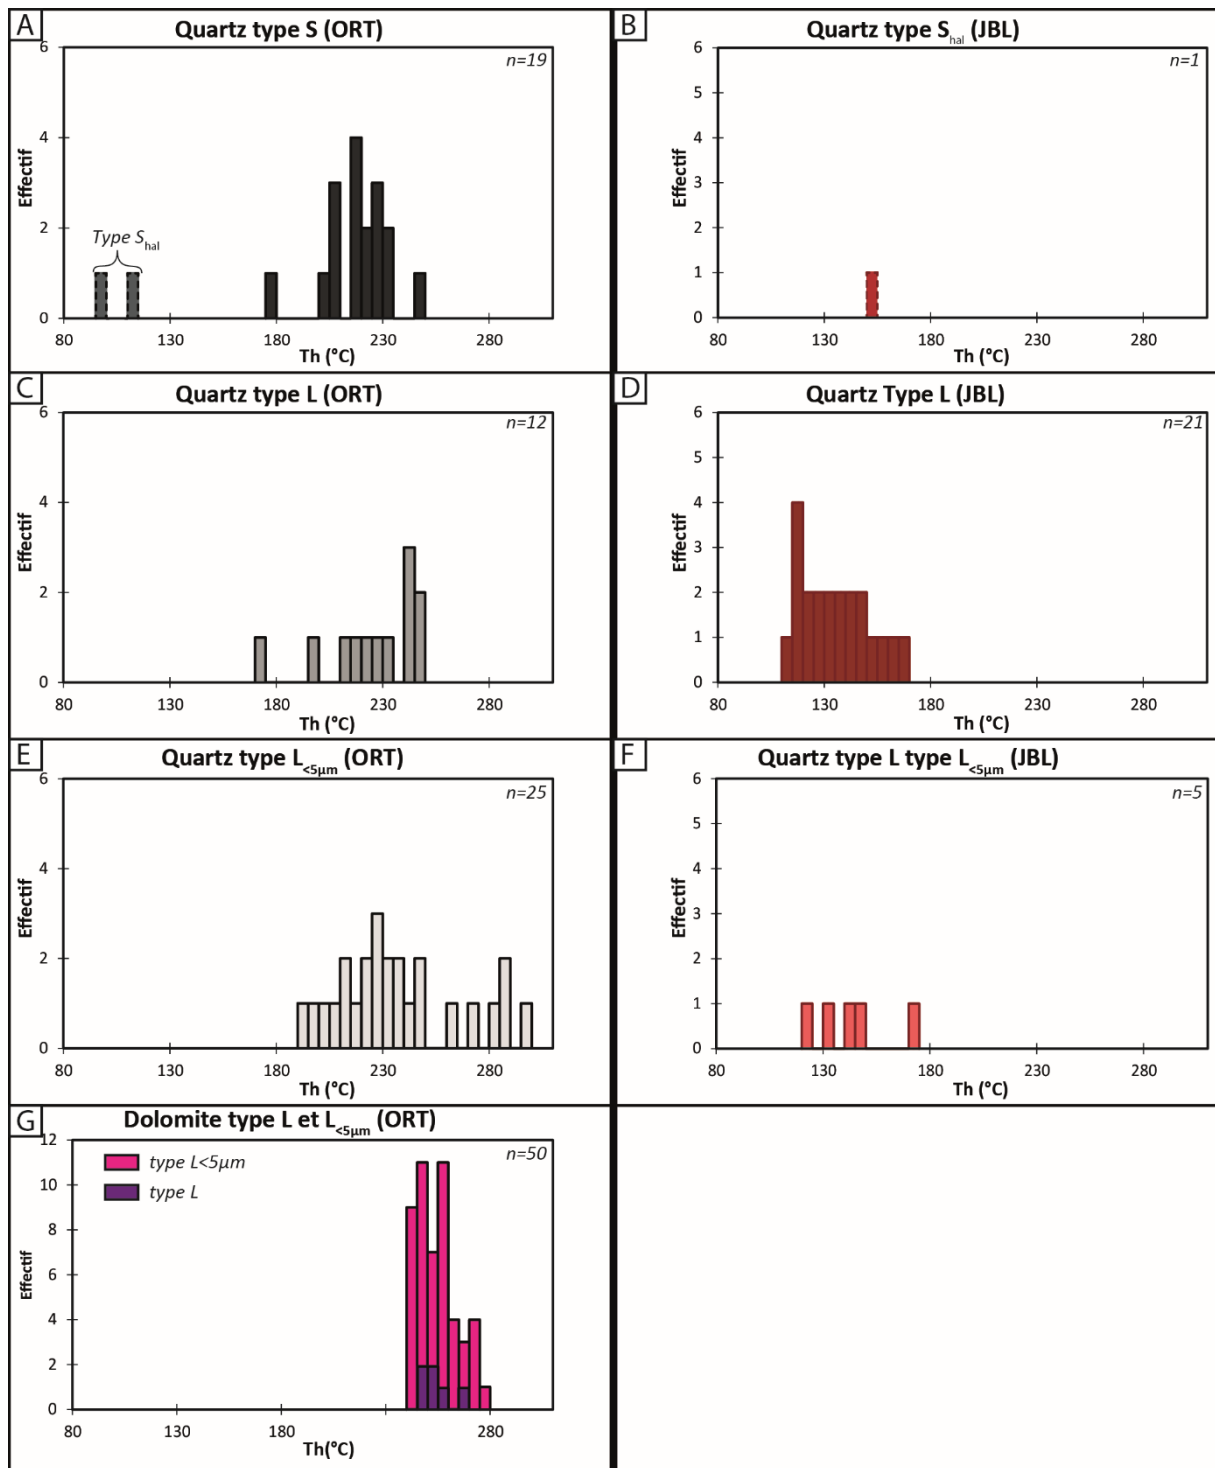 A
Quartz type S (ORT)
n=19
6
4
2
0
Effectif
Type Shal
80 130 180 230 280
Th (°C)
B
Quartz type Shal (JBL)
n=1
6
5
4
3
2
1
0
Effectif
80 130 180 230 280
Th (°C)
C
Quartz type L (ORT)
n=12
6
4
2
0
Effectif
80 130 180 230 280
Th (°C)
D
Quartz Type L (JBL)
n=21
6
5
4
3
2
1
0
Effectif
80 130 180 230 280
Th (°C)
E
Quartz type L<5µm (ORT)
n=25
6
4
2
0
Effectif
80 130 180 230 280
Th (°C)
F
Quartz type L type L<5µm (JBL)
n=5
6
5
4
3
2
1
0
Effectif
80 130 180 230 280
Th (°C)
G
Dolomite type L et L<5µm (ORT)
n=50
type L<5µm
type L
12
10
8
6
4
2
0
Effectif
80 130 180 230 280
Th(°C)